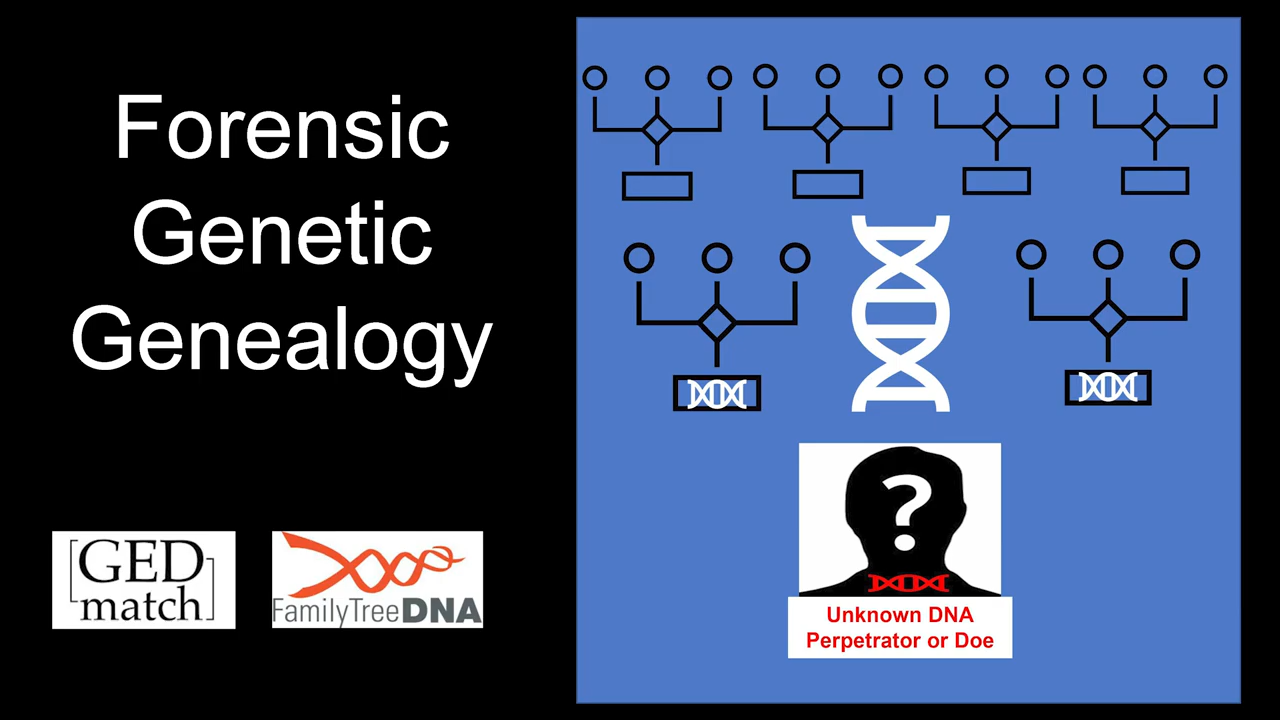 Forensic
Genetic
Genealogy
[GED
match]
FamilyTreeDNA
?
Unknown DNA
Perpetrator or Doe